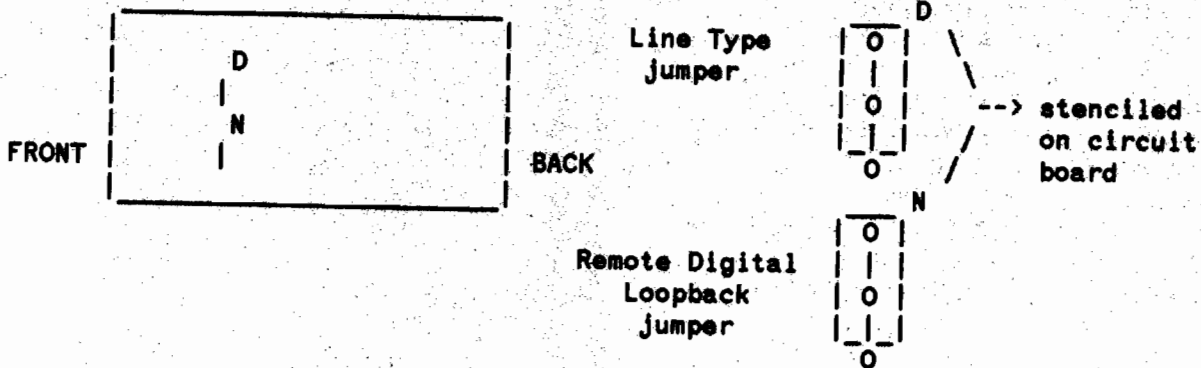 D
N
FRONT
BACK
Line Type
jumper
D
O
O
O
--> stenciled
on circuit
board
N
Remote Digital
Loopback
jumper
O
O
O